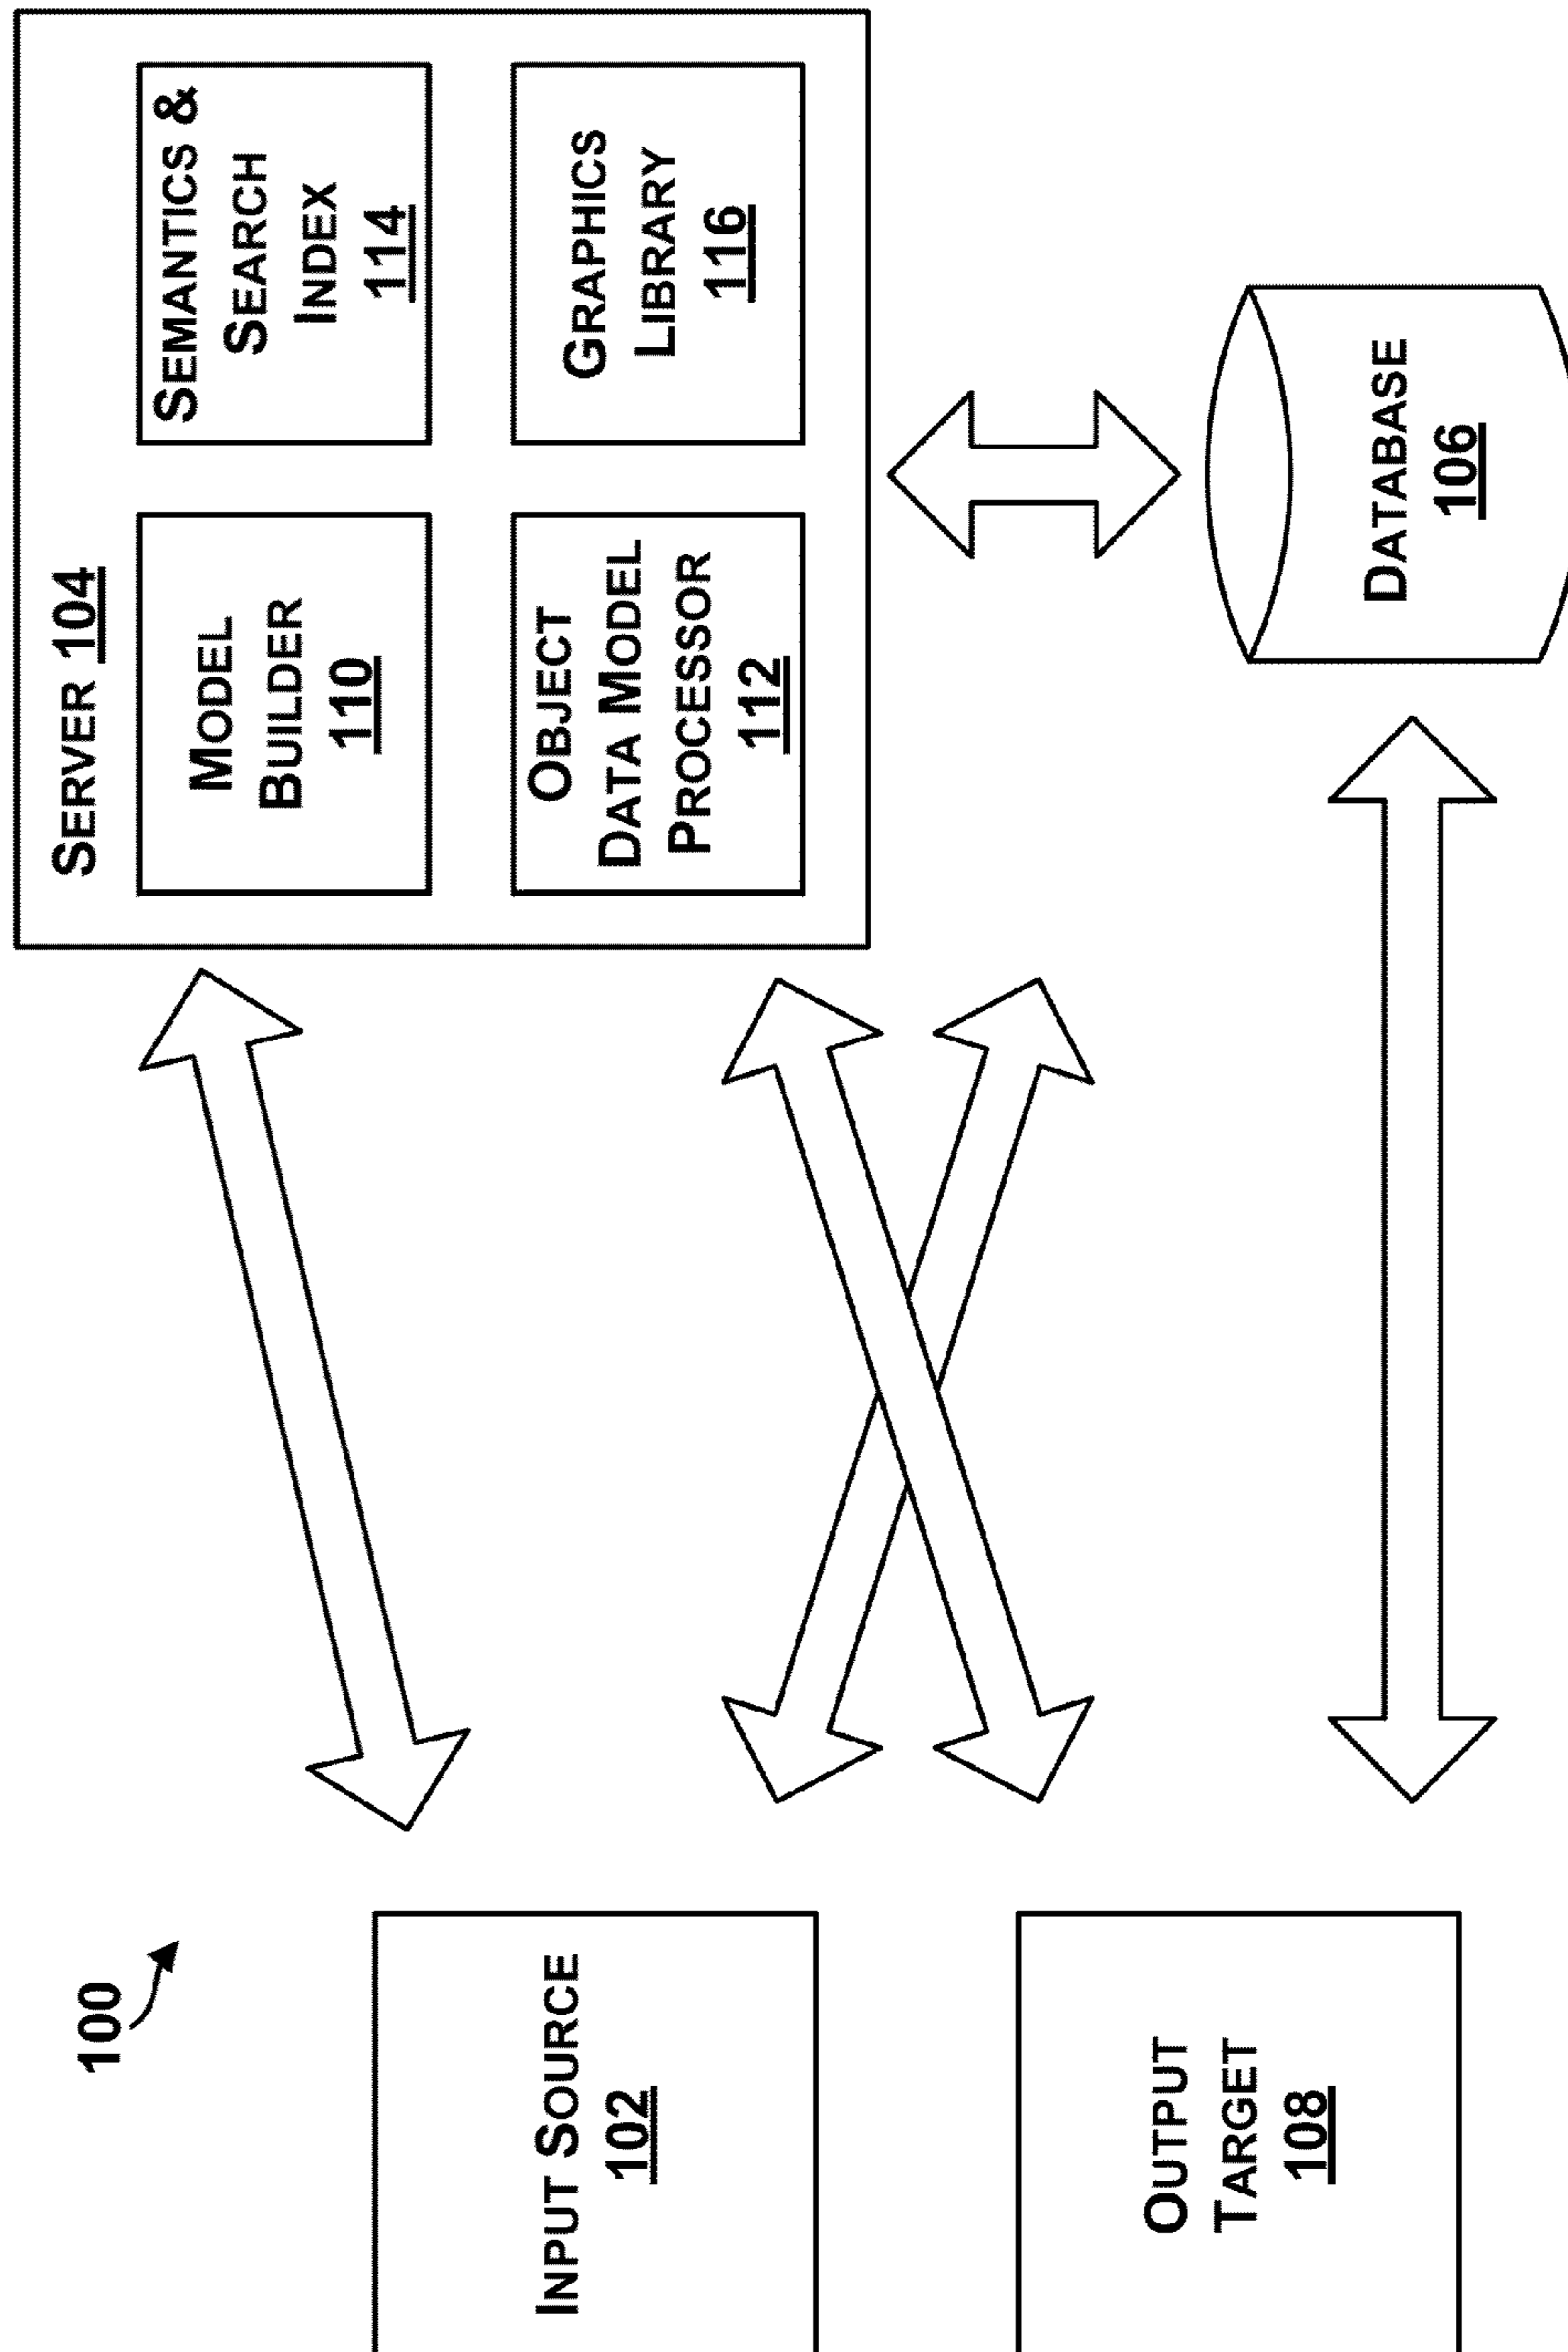 100
INPUT SOURCE
102
OUTPUT
TARGET
108
SERVER 104
MODEL
BUILDER
110
SEMANTICS &
SEARCH
INDEX
114
OBJECT
DATA MODEL
PROCESSOR
112
GRAPHICS
LIBRARY
116
DATABASE
106